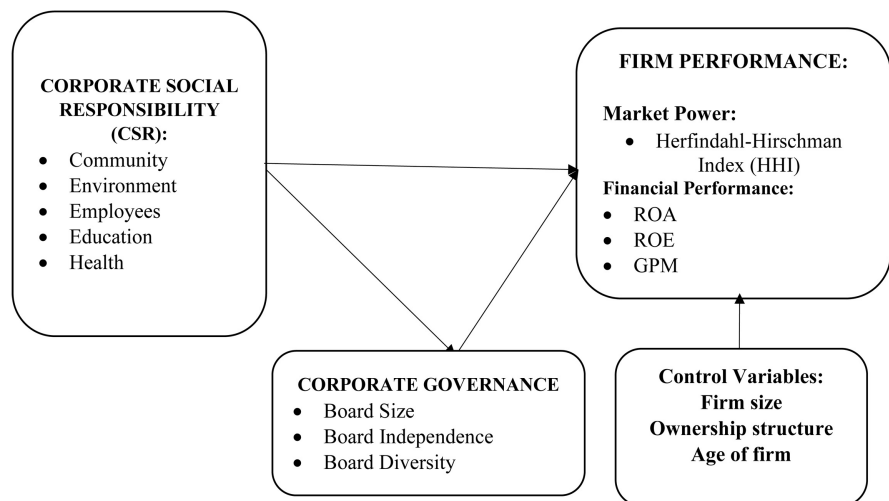 CORPORATE SOCIAL
RESPONSIBILITY
(CSR):
• Community
• Environment
• Employees
• Education
• Health
FIRM PERFORMANCE:
Market Power:
• Herfindahl-Hirschman
Index (HHI)
Financial Performance:
• ROA
• ROE
• GPM
CORPORATE GOVERNANCE
• Board Size
• Board Independence
• Board Diversity
Control Variables:
Firm size
Ownership structure
Age of firm